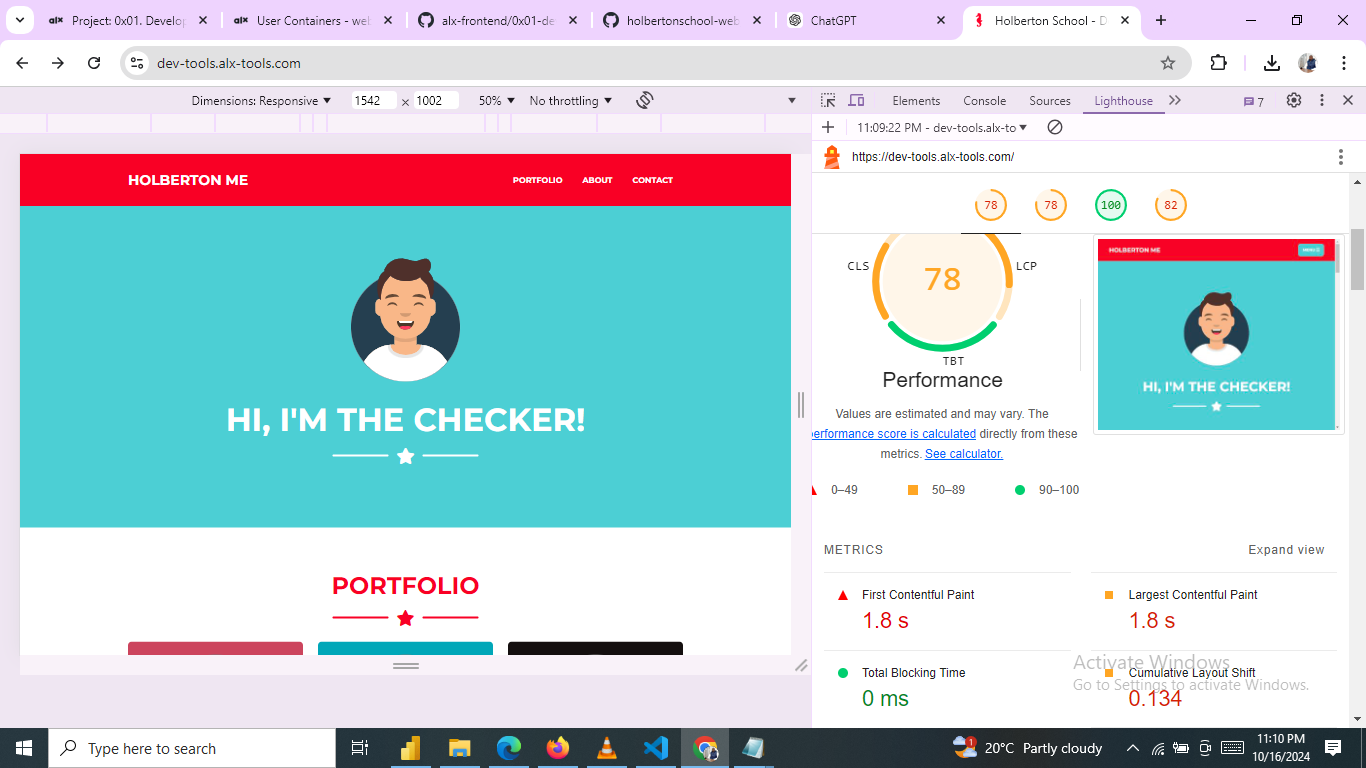 alx Project: 0x01. Develop
alx User Containers - web
alx-frontend/0x01-de
holbertonschool-web
ChatGPT
Holberton School - D
dev-tools.alx-tools.com
Dimensions: Responsive 1542 × 1002 50% No throttling
Elements Console Sources Lighthouse 7
11:09:22 PM - dev-tools.alx-to
https://dev-tools.alx-tools.com/
78 78 100 82
HOLBERTON ME
PORTFOLIO ABOUT CONTACT
HI, I'M THE CHECKER!
PORTFOLIO
CLS
78
LCP
TBT
Performance
Values are estimated and may vary. The
performance score is calculated directly from these
metrics. See calculator.
0–49 50–89 90–100
HOLBERTON ME
HI, I'M THE CHECKER!
METRICS
Expand view
First Contentful Paint
1.8 s
Largest Contentful Paint
1.8 s
Total Blocking Time
0 ms
Cumulative Layout Shift
0.134
Activate Windows
Go to Settings to activate Windows.
Type here to search
1
20°C Partly cloudy
11:10 PM
10/16/2024